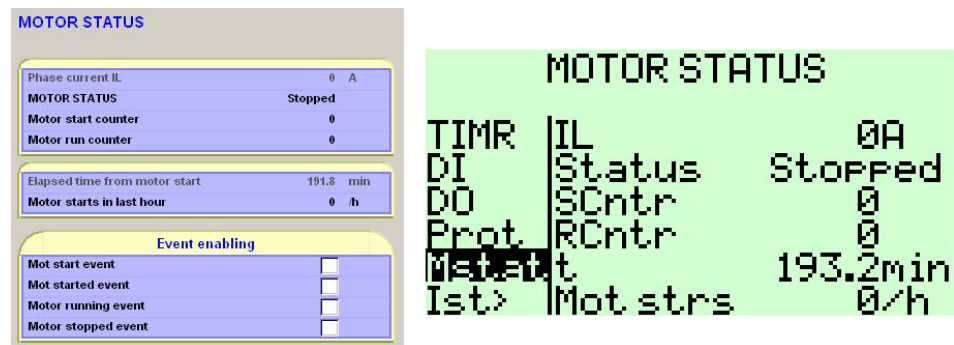 MOTOR STATUS
Phase current IL 0 A
MOTOR STATUS Stopped
Motor start counter 0
Motor run counter 0
Elapsed time from motor start 191.8 min
Motor starts in last hour 0 /h
Event enabling
Mot start event
Mot started event
Motor running event
Motor stopped event
MOTOR STATUS
TIMR IL 0A
DI Status Stopped
DO SCntr 0
Prot RCntr 0
Mstat t 193.2min
Ist> Mot strs 0/h